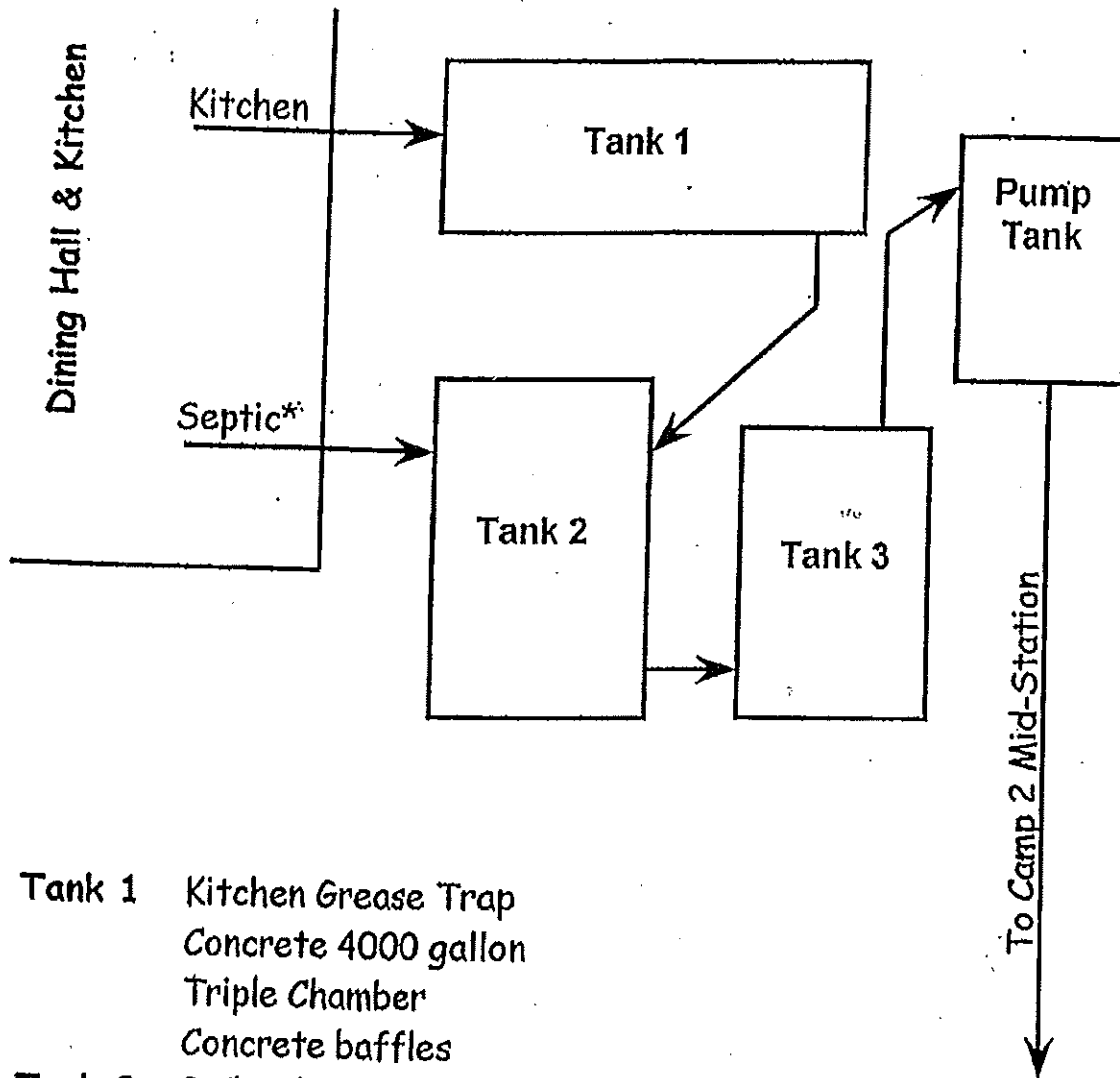 Dining Hall & Kitchen
Kitchen
Tank 1
Pump
Tank
Septic*
Tank 2
Tank 3
To Camp 2 Mid-Station
Tank 1 Kitchen Grease Trap
Concrete 4000 gallon
Triple Chamber
Concrete baffles